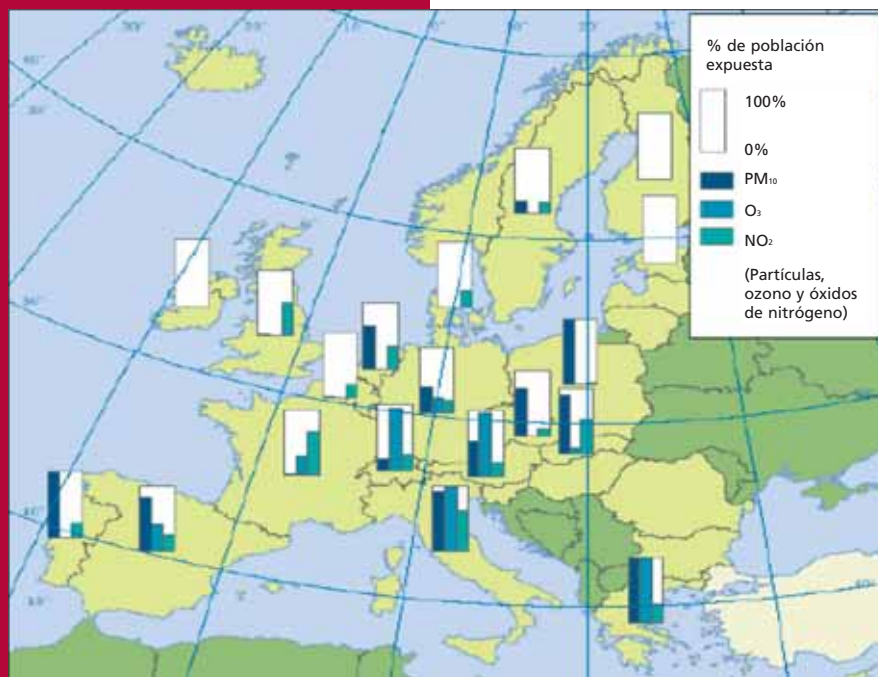 % de población
expuesta
100%
0%
PM₁₀
O₃
NO₂
(Partículas,
ozono y óxidos
de nitrógeno)